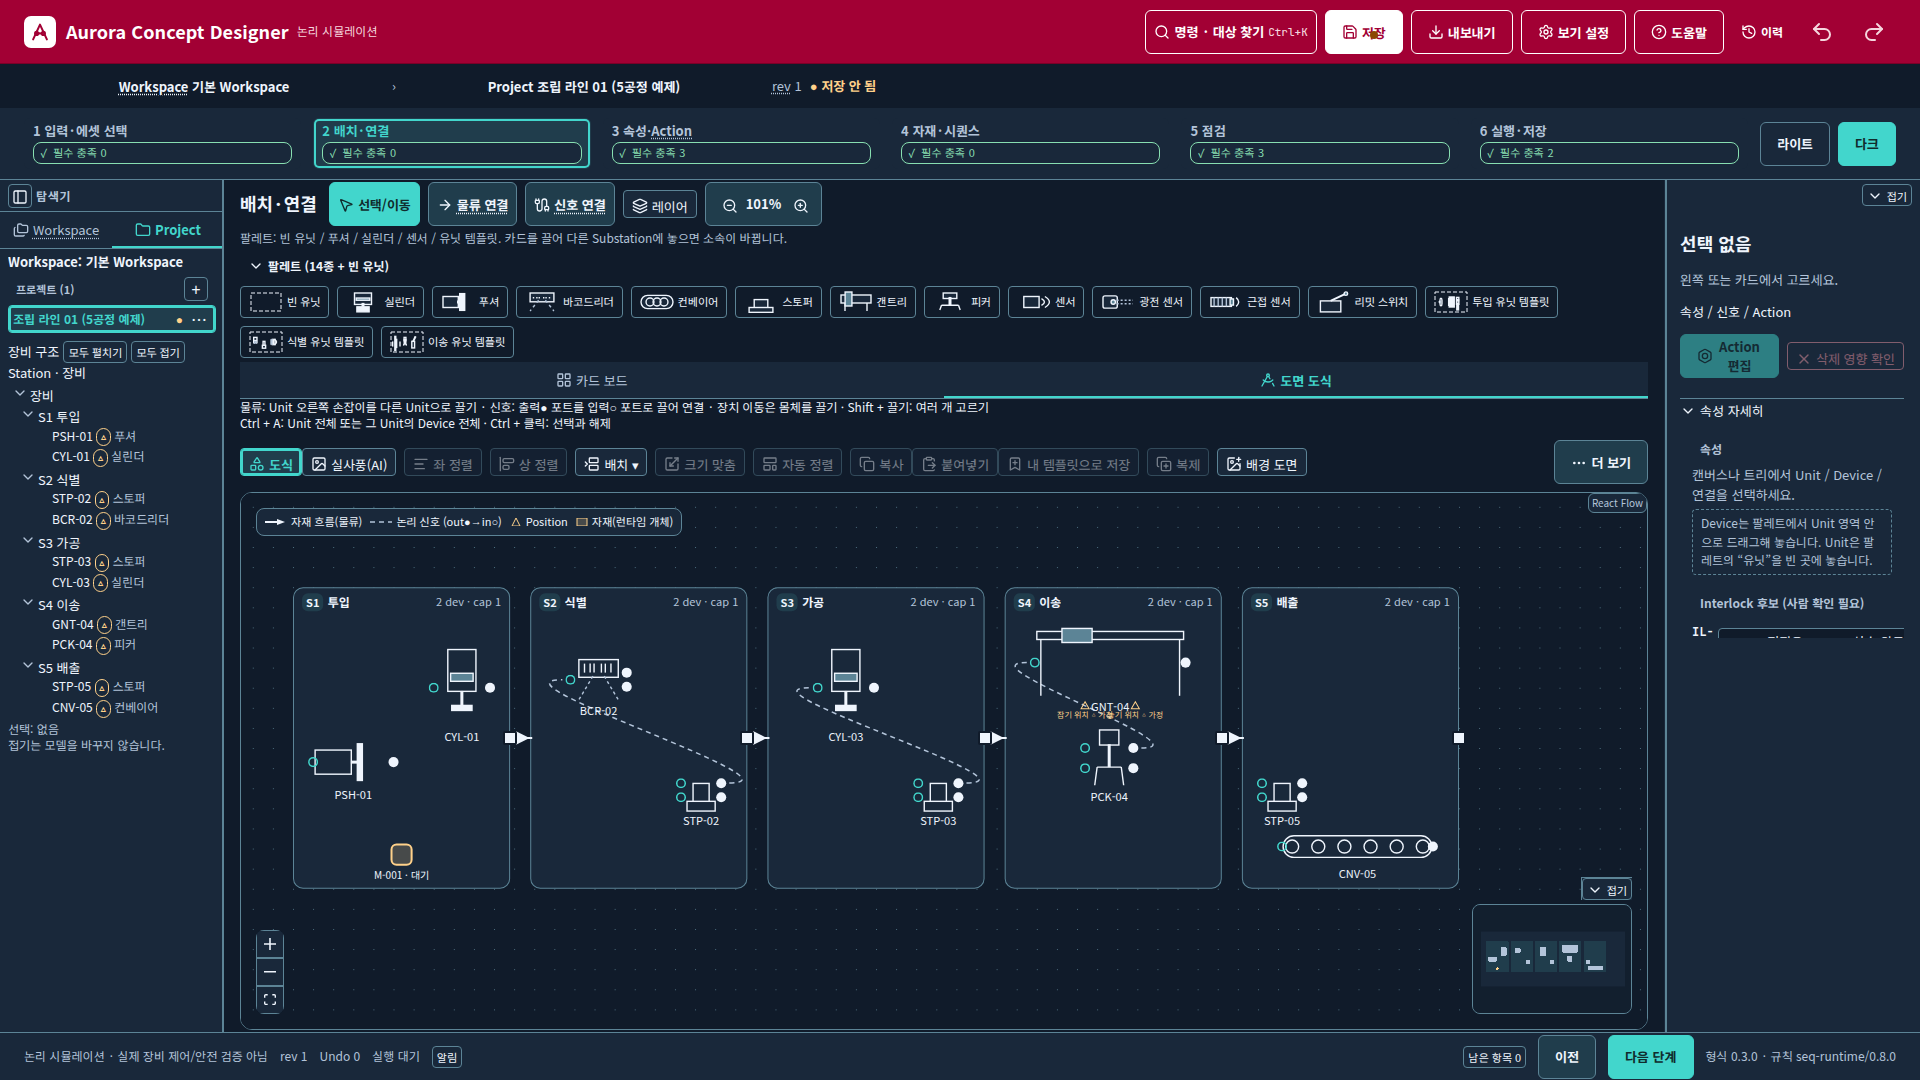 Aurora Concept Designer 논리 시뮬레이션
명령 · 대상 찾기 Ctrl+K
저장
내보내기
보기 설정
도움말
이력
Workspace 기본 Workspace › Project 조립 라인 01 (5공정 예제) rev 1 ● 저장 안 됨
1 입력·에셋 선택
✓ 필수 충족 0
2 배치·연결
✓ 필수 충족 0
3 속성·Action
✓ 필수 충족 3
4 자재·시퀀스
✓ 필수 충족 0
5 점검
✓ 필수 충족 3
6 실행·저장
✓ 필수 충족 2
라이트
다크
탐색기
Workspace
Project
Workspace: 기본 Workspace
프로젝트 (1)
+
조립 라인 01 (5공정 예제) ● ···
장비 구조 모두 펼치기 모두 접기
Station · 장비
장비
S1 투입
PSH-01 푸셔
CYL-01 실린더
S2 식별
STP-02 스토퍼
BCR-02 바코드리더
S3 가공
STP-03 스토퍼
CYL-03 실린더
S4 이송
GNT-04 갠트리
PCK-04 피커
S5 배출
STP-05 스토퍼
CNV-05 컨베이어
선택: 없음
접기는 모델을 바꾸지 않습니다.
배치·연결
선택/이동
물류 연결
신호 연결
레이어
101%
팔레트: 빈 유닛 / 푸셔 / 실린더 / 센서 / 유닛 템플릿. 카드를 끌어 다른 Substation에 놓으면 소속이 바뀝니다.
팔레트 (14종 + 빈 유닛)
빈 유닛
실린더
푸셔
바코드리더
컨베이어
스토퍼
갠트리
피커
센서
광전 센서
근접 센서
리밋 스위치
투입 유닛 템플릿
식별 유닛 템플릿
이송 유닛 템플릿
카드 보드
도면 도식
물류: Unit 오른쪽 손잡이를 다른 Unit으로 끌기 · 신호: 출력● 포트를 입력○ 포트로 끌어 연결 · 장치 이동은 몸체를 끌기 · Shift + 끌기: 여러 개 고르기
Ctrl + A: Unit 전체 또는 그 Unit의 Device 전체 · Ctrl + 클릭: 선택과 해제
도식
실사풍(AI)
좌 정렬
상 정렬
배치 ▾
크기 맞춤
자동 정렬
복사
붙여넣기
내 템플릿으로 저장
복제
배경 도면
··· 더 보기
React Flow
자재 흐름(물류) 논리 신호 (out●→in○) △ Position 자재(런타임 개체)
S1 투입 2 dev · cap 1
CYL-01
PSH-01
M-001 · 대기
S2 식별 2 dev · cap 1
BCR-02
STP-02
S3 가공 2 dev · cap 1
CYL-03
STP-03
S4 이송 2 dev · cap 1
GNT-04
PCK-04
S5 배출 2 dev · cap 1
STP-05
CNV-05
접기
접기
선택 없음
왼쪽 또는 카드에서 고르세요.
속성 / 신호 / Action
Action
편집
삭제 영향 확인
속성 자세히
속성
캔버스나 트리에서 Unit / Device /
연결을 선택하세요.
Device는 팔레트에서 Unit 영역 안
으로 드래그해 놓습니다. Unit은 팔
레트의 “유닛”을 빈 곳에 놓습니다.
Interlock 후보 (사람 확인 필요)
IL-
논리 시뮬레이션 · 실제 장비 제어/안전 검증 아님 rev 1 Undo 0 실행 대기 알림
남은 항목 0
이전
다음 단계
형식 0.3.0 · 규칙 seq-runtime/0.8.0